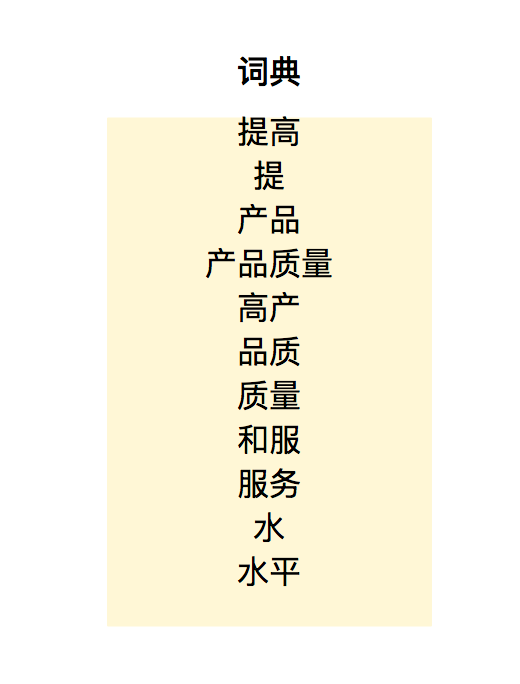 词典
提高
提
产品
产品质量
高产
品质
质量
和服
服务
水
水平